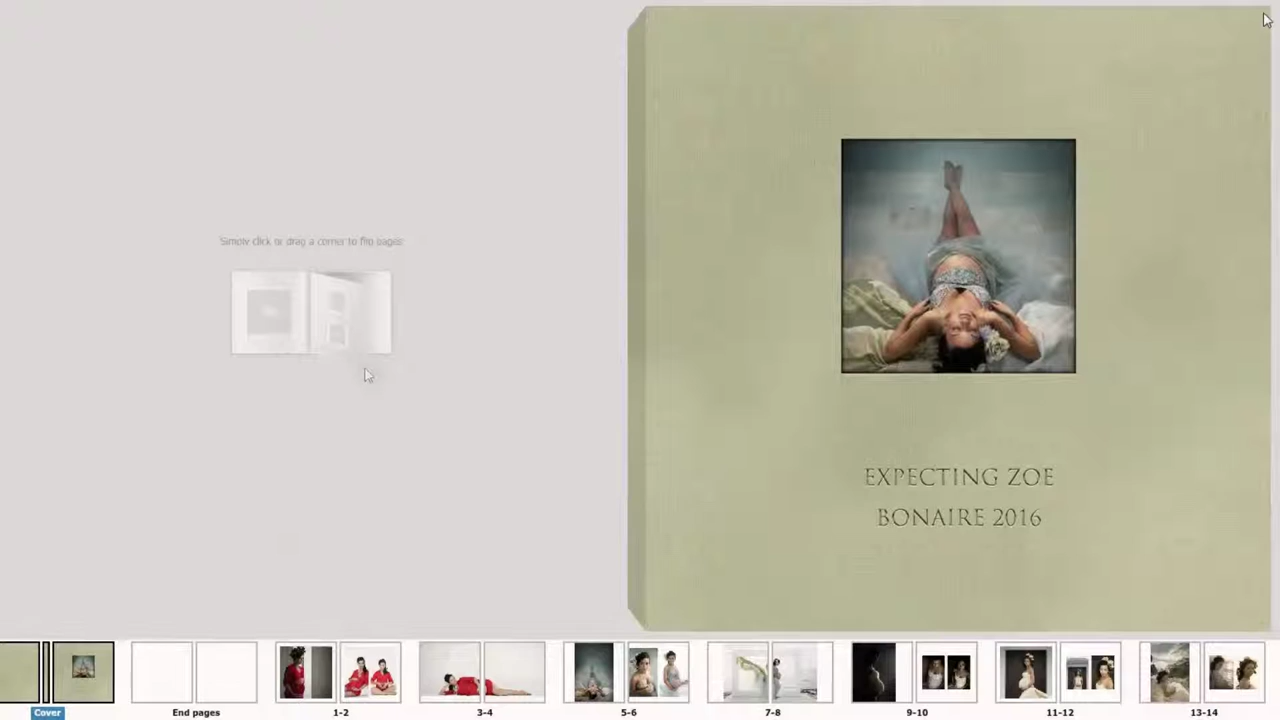 Simply click or drag a corner to flip pages:
EXPECTING ZOE
BONAIRE 2016
Cover
End pages
1-2
3-4
5-6
7-8
9-10
11-12
13-14